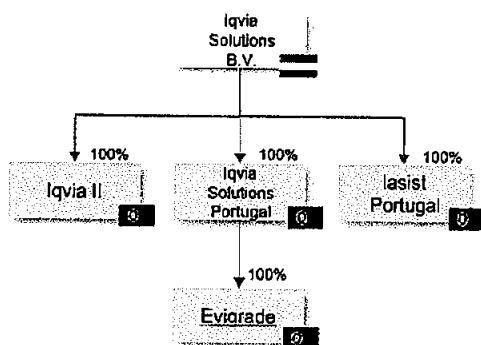 Iqvia
Solutions
B.V.
100%
100%
100%
Iqvia II
Iqvia
Solutions
Portugal
Iasist
Portugal
100%
Evigrade